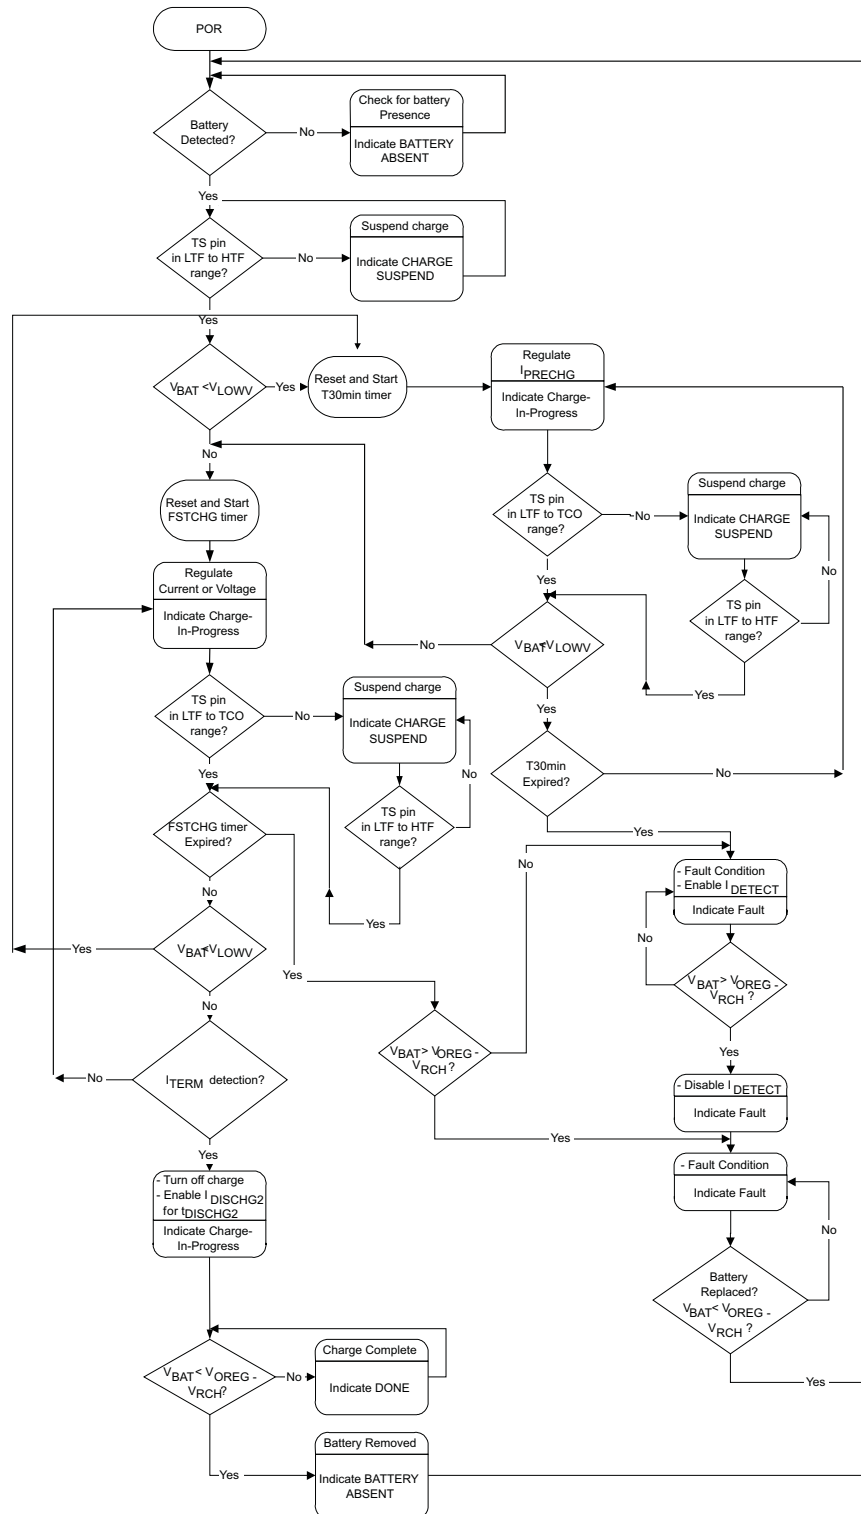 POR
Battery
Detected?
No
Check for battery
Presence
Indicate BATTERY
ABSENT
Yes
TS pin
in LTF to HTF
range?
No
Suspend charge
Indicate CHARGE
SUSPEND
Yes
VBAT <VLOWV
Yes
Reset and Start
T30min timer
Regulate
IPRECHG
Indicate Charge-
In-Progress
No
Reset and Start
FSTCHG timer
TS pin
in LTF to TCO
range?
No
Suspend charge
Indicate CHARGE
SUSPEND
No
Yes
TS pin
in LTF to HTF
range?
Yes
Regulate
Current or Voltage
Indicate Charge-
In-Progress
VBAT<VLOWV
No
Yes
TS pin
in LTF to TCO
range?
No
Suspend charge
Indicate CHARGE
SUSPEND
No
Yes
TS pin
in LTF to HTF
range?
Yes
T30min
Expired?
No
Yes
FSTCHG timer
Expired?
No
Yes
No
- Fault Condition
- Enable IDETECT
Indicate Fault
No
VBAT<VLOWV
Yes
No
VBAT> VOREG -
VRCH ?
Yes
VBAT> VOREG -
VRCH ?
Yes
ITERM detection?
No
Yes
- Disable IDETECT
Indicate Fault
- Fault Condition
Indicate Fault
No
- Turn off charge
- Enable IDISCHG2
for tDISCHG2
Indicate Charge-
In-Progress
Battery
Replaced?
VBAT< VOREG -
VRCH ?
Yes
VBAT< VOREG -
VRCH?
No
Charge Complete
Indicate DONE
Yes
Battery Removed
Indicate BATTERY
ABSENT